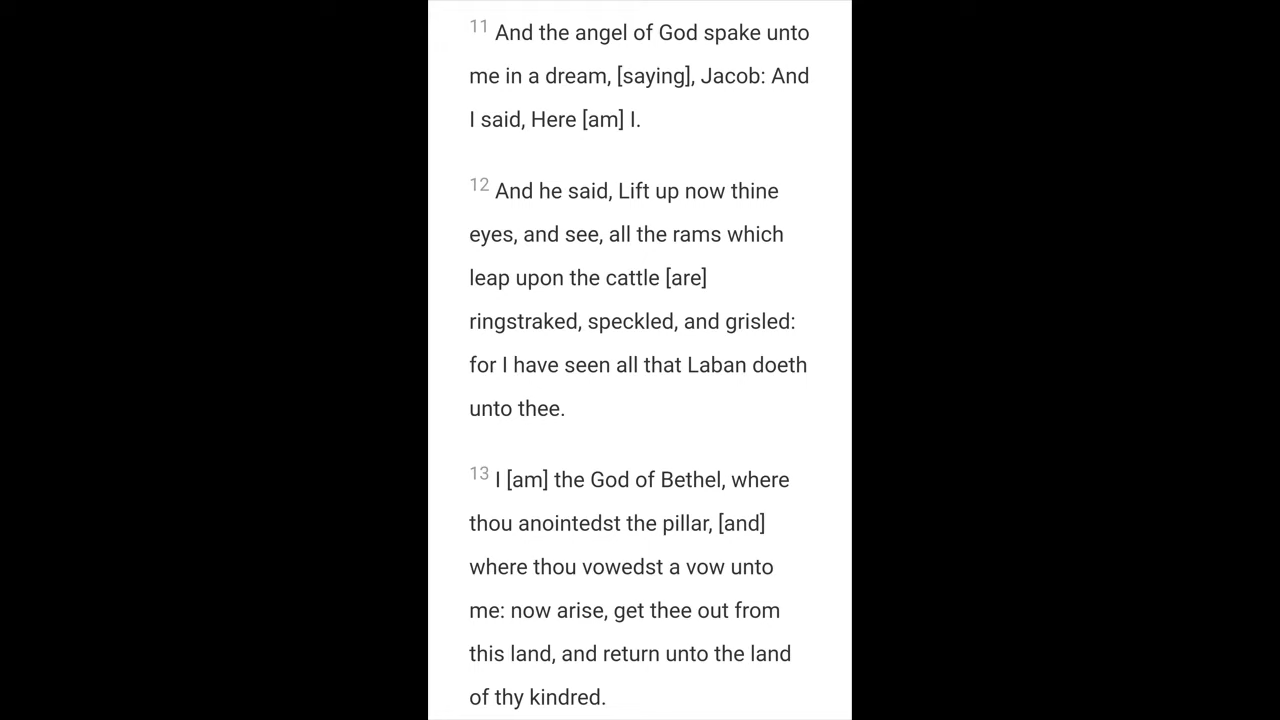 11 And the angel of God spake unto
me in a dream, [saying], Jacob: And
I said, Here [am] I.
12 And he said, Lift up now thine
eyes, and see, all the rams which
leap upon the cattle [are]
ringstraked, speckled, and grisled:
for I have seen all that Laban doeth
unto thee.
13 I [am] the God of Bethel, where
thou anointedst the pillar, [and]
where thou vowedst a vow unto
me: now arise, get thee out from
this land, and return unto the land
of thy kindred.